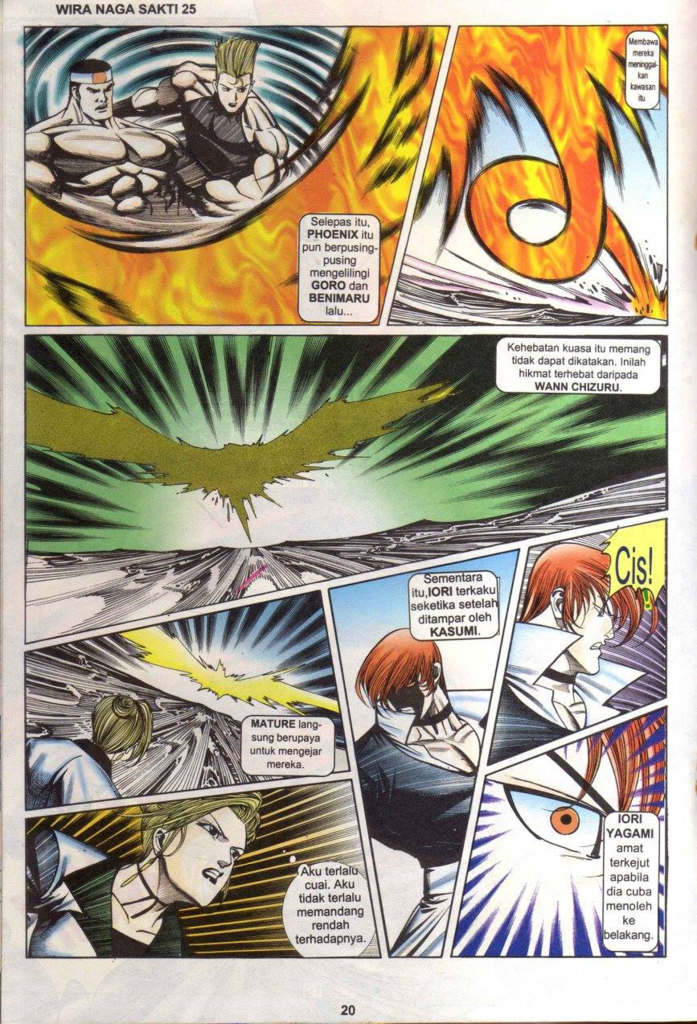 WIRA NAGA SAKTI 25
Selepas itu,
PHOENIX itu
pun berpusing-
pusing
mengelilingi
GORO dan
BENIMARU
lalu...
Membawa
mereka
meninggal-
kan
kawasan
itu
Kehebatan kuasa itu memang
tidak dapat dikatakan. Inilah
hikmat terhebat daripada
WANN CHIZURU.
MATURE lang-
sung berupaya
untuk mengejar
mereka.
Aku terlalu
cuai. Aku
tidak terlalu
memandang
rendah
terhadapnya.
Sementara
itu,IORI terkaku
seketika setelah
ditampar oleh
KASUMI.
Cis!
IORI
YAGAMI
amat
terkejut
apabila
dia cuba
menoleh
ke
belakang.
20